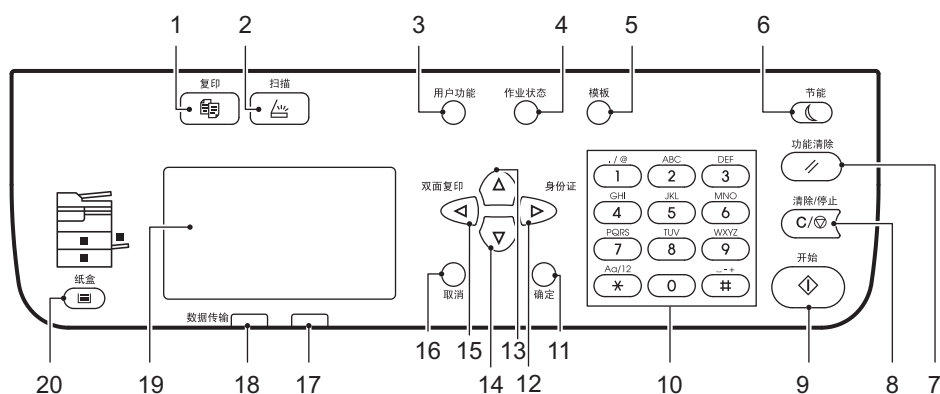 1 2 3 4 5 6
复印 扫描 用户功能 作业状态 模板 节能
功能清除
. / @ ABC DEF
1 2 3
双面复印 身份证
GHI JKL MNO
4 5 6
清除/停止
C/
PQRS TUV WXYZ
7 8 9
Aa/12 _ - +
* 0 #
开始
纸盒
取消 确定
数据传输
7
20 19 18 17 16 15 14 13 12 11 10 9 8